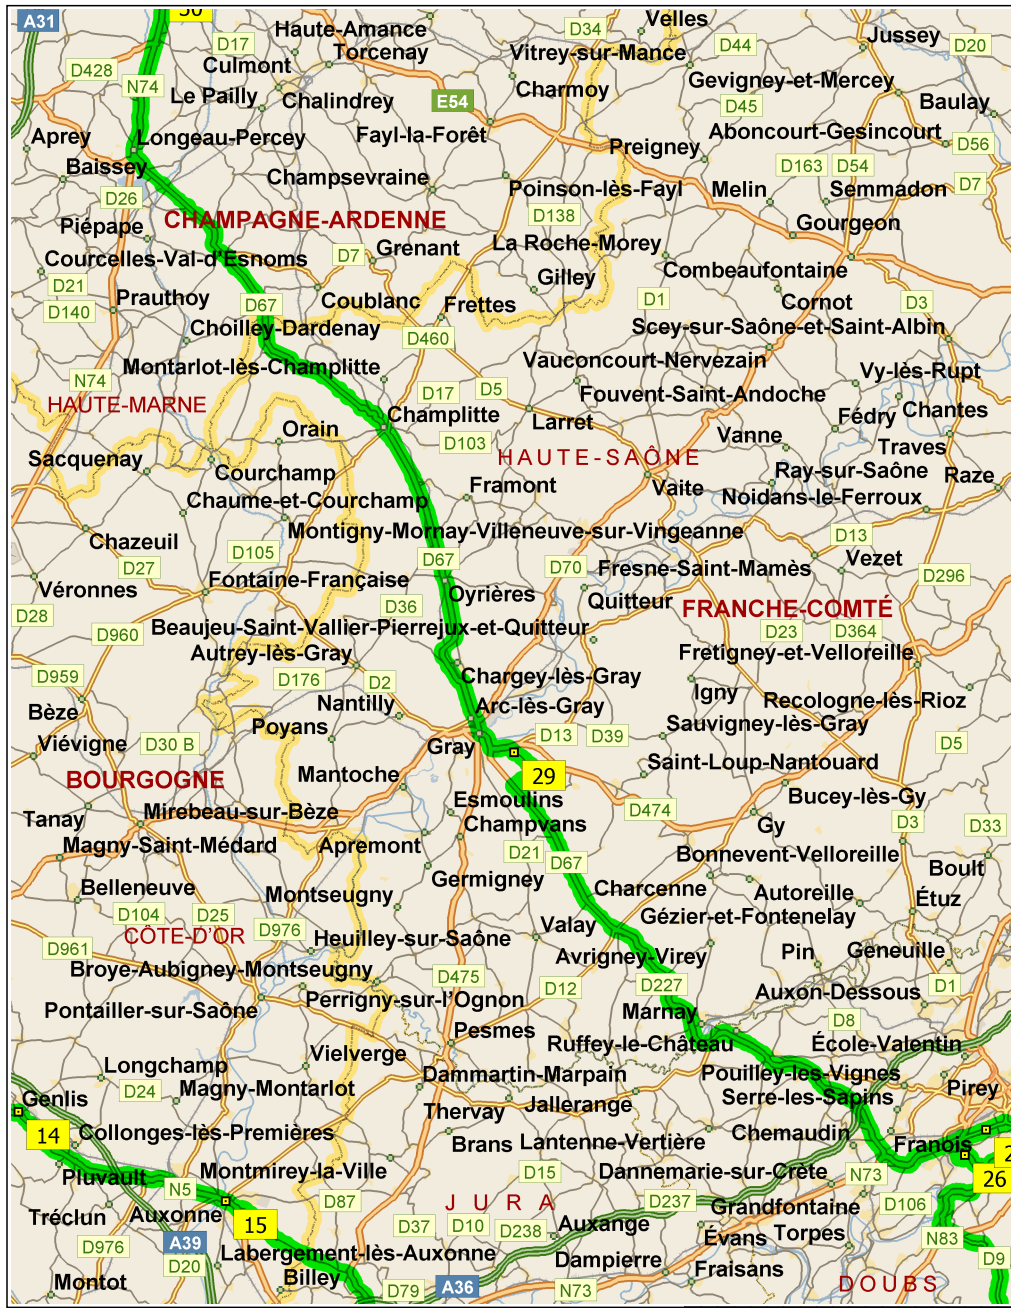 A31
50
Velles
Haute-Amance
D34
Jussey
D17
Torcenay
Vitrey-sur-Mance
D44
D20
Culmont
D428
Gevigney-et-Mercey
N74
Le Pailly
Chalindrey
E54
Charmoy
D45
Baulay
Aprey
Longeau-Percey
Fayl-la-Forêt
Aboncourt-Gesincourt
Preigney
D56
Baissey
D163
D54
Champsevraine
Poinson-lès-Fayl
Melin
Semmadon
D7
D26
CHAMPAGNE-ARDENNE
D138
Gourgeon
Piépape
D7
Grenant
La Roche-Morey
Courcelles-Val-d'Esnoms
Combeaufontaine
D21
Gilley
Prauthoy
D67
Coublanc
Frettes
D1
Cornot
D3
D140
Choilley-Dardenay
D460
Scey-sur-Saône-et-Saint-Albin
Montarlot-lès-Champlitte
Vauconcourt-Nervezain
Vy-lès-Rupt
N74
D17
D5
Fouvent-Saint-Andoche
HAUTE-MARNE
Champlitte
Larret
Fédry
Chantes
Orain
D103
Vanne
Traves
Sacquenay
HAUTE-SAÔNE
Courchamp
Ray-sur-Saône
Raze
Framont
Vaite
Noidans-le-Ferroux
Chaume-et-Courchamp
Montigny-Mornay-Villeneuve-sur-Vingeanne
Chazeuil
D105
D13
D27
D67
D70
Fresne-Saint-Mamès
Vezet
Fontaine-Française
D296
Véronnes
Oyrières
Quitteur
FRANCHE-COMTÉ
D28
D36
D960
Beaujeu-Saint-Vallier-Pierrejux-et-Quitteur
D23
D364
Autrey-lès-Gray
Fretigney-et-Velloreille
D959
D176
D2
Chargey-lès-Gray
Igny
Nantilly
Recologne-lès-Rioz
Bèze
Arc-lès-Gray
Poyans
Sauvigney-lès-Gray
Viévigne
D30 B
Gray
D13
D39
D5
BOURGOGNE
Mantoche
29
Saint-Loup-Nantouard
Esmoulins
Bucey-lès-Gy
Tanay
Mirebeau-sur-Bèze
Champvans
D474
Gy
D3
D33
Magny-Saint-Médard
Apremont
D21
D67
Bonnevent-Velloreille
Boult
Belleneuve
Germigney
Charcenne
Autoreille
Montseugny
Étuz
D104
D25
Gézier-et-Fontenelay
CÔTE-D'OR
D976
Heuilley-sur-Saône
Valay
D961
Avrigney-Virey
Pin
Geneuille
Broye-Aubigney-Montseugny
D475
D12
D227
Auxon-Dessous
D1
Pontailler-sur-Saône
Perrigny-sur-l'Ognon
Marnay
D8
Pesmes
Ruffey-le-Château
École-Valentin
Longchamp
Vielverge
Dammartin-Marpain
Pouilley-les-Vignes
D24
Magny-Montarlot
Pirey
Genlis
Thervay
Jallerange
Serre-les-Sapins
14
Collonges-lès-Premières
Brans
Lantenne-Vertière
Chemaudin
Franois
2
Pluvault
Montmirey-la-Ville
D15
Dannemarie-sur-Crète
N73
26
N5
D87
JURA
D237
Grandfontaine
D106
Tréclun
Auxonne
15
D37
D10
D238
Auxange
Évans
Torpes
N83
D976
A39
D20
Labergement-lès-Auxonne
Dampierre
D9
Montot
Billey
D79
A36
N73
Fraisans
DOUBS